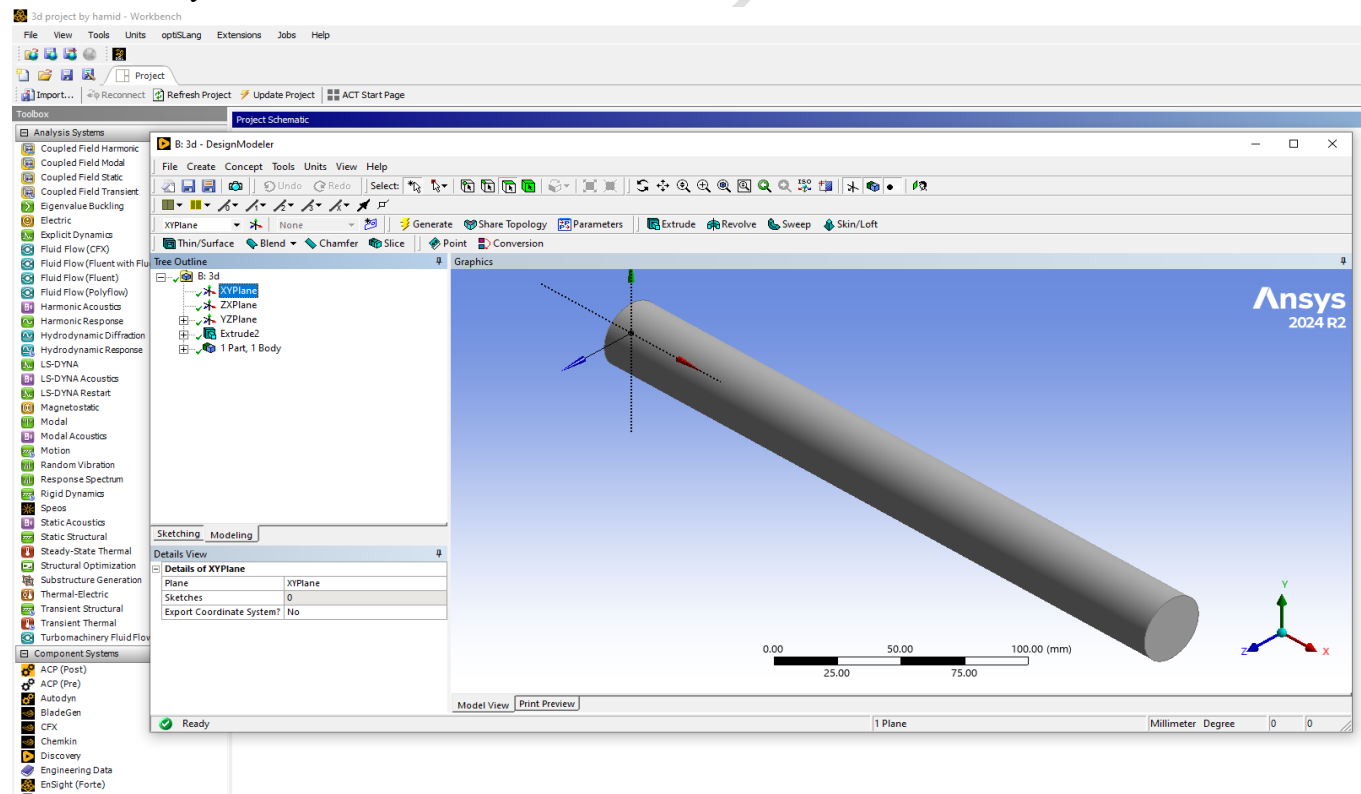 3d project by hamid - Workbench
File View Tools Units optiSLang Extensions Jobs Help
Project
Import... Reconnect Refresh Project Update Project ACT Start Page
Toolbox
Project Schematic
Analysis Systems
Coupled Field Harmonic
Coupled Field Modal
Coupled Field Static
Coupled Field Transient
Eigenvalue Buckling
Electric
Explicit Dynamics
Fluid Flow (CFX)
Fluid Flow (Fluent with Flu
Fluid Flow (Fluent)
Fluid Flow (Polyflow)
Harmonic Acoustics
Harmonic Response
Hydrodynamic Diffraction
Hydrodynamic Response
LS-DYNA
LS-DYNA Acoustics
LS-DYNA Restart
Magnetostatic
Modal
Modal Acoustics
Motion
Random Vibration
Response Spectrum
Rigid Dynamics
Speos
Static Acoustics
Static Structural
Steady-State Thermal
Structural Optimization
Substructure Generation
Thermal-Electric
Transient Structural
Transient Thermal
Turbomachinery Fluid Flow
Component Systems
ACP (Post)
ACP (Pre)
Autodyn
BladeGen
CFX
Chemkin
Discovery
Engineering Data
EnSight (Forte)
B: 3d - DesignModeler
File Create Concept Tools Units View Help
Undo Redo Select:
XYPlane None Generate Share Topology Parameters Extrude Revolve Sweep Skin/Loft
Thin/Surface Blend Chamfer Slice Point Conversion
Tree Outline
B: 3d
XYPlane
ZXPlane
YZPlane
Extrude2
1 Part, 1 Body
Sketching Modeling
Details View
Details of XYPlane
Plane XYPlane
Sketches 0
Export Coordinate System? No
Graphics
Ansys
2024 R2
Y
Z X
0.00 50.00 100.00 (mm)
25.00 75.00
Model View Print Preview
Ready 1 Plane Millimeter Degree 0 0